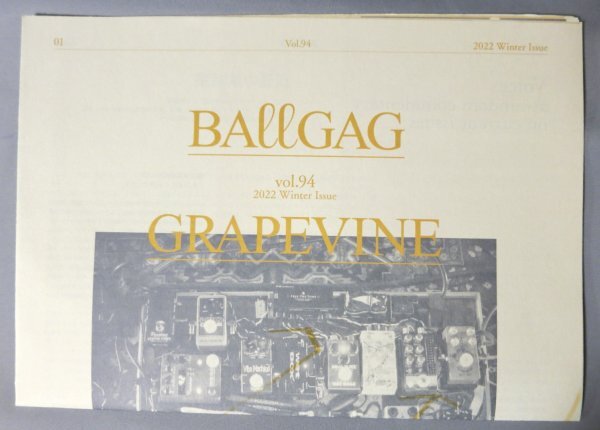 01 Vol.94 2022 Winter Issue
BAllGAG
vol.94
2022 Winter Issue
GRAPEVINE